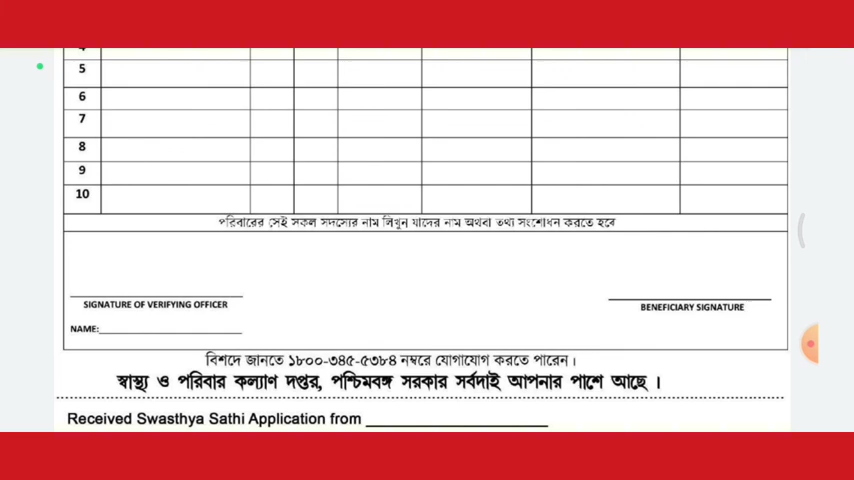 5
6
7
8
9
10
পরিবারের সেই সকল সদস্যের নাম লিখুন যাদের নাম অথবা তথ্য সংশোধন করতে হবে
SIGNATURE OF VERIFYING OFFICER
BENEFICIARY SIGNATURE
NAME:
বিশদে জানতে ১৮০০-৩৪৫-৫৩৮৪ নম্বরে যোগাযোগ করতে পারেন।
স্বাস্থ্য ও পরিবার কল্যাণ দপ্তর, পশ্চিমবঙ্গ সরকার সর্বদাই আপনার পাশে আছে ।
Received Swasthya Sathi Application from